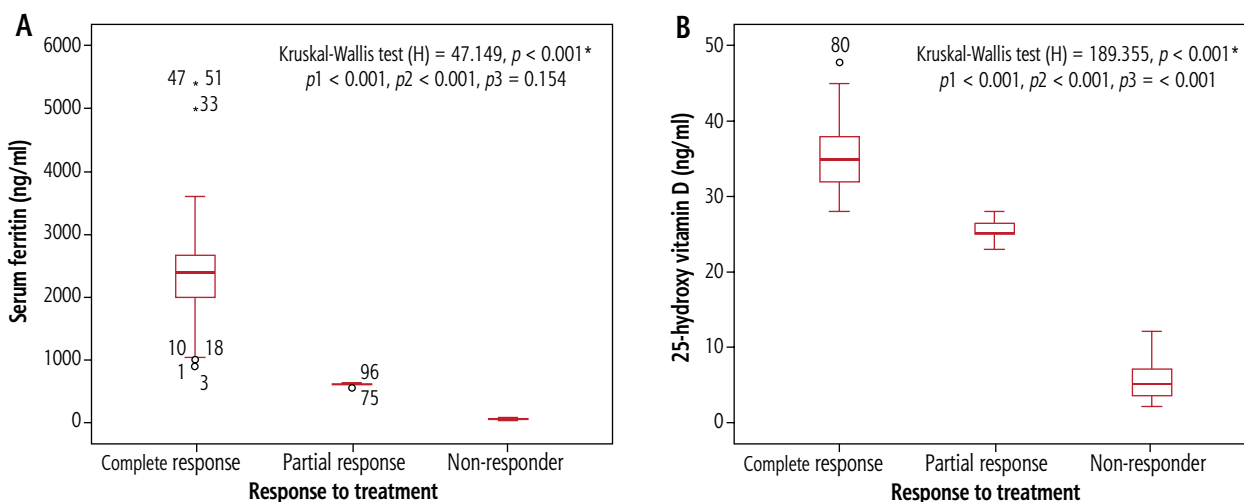 A
Kruskal-Wallis test (H) = 47.149, p < 0.001*
p1 < 0.001, p2 < 0.001, p3 = 0.154
Serum ferritin (ng/ml)
6000
5000
4000
3000
2000
1000
0
47 * 51
*33
10 18
1 3
96
75
Complete response Partial response Non-responder
Response to treatment
B
Kruskal-Wallis test (H) = 189.355, p < 0.001*
p1 < 0.001, p2 < 0.001, p3 = < 0.001
25-hydroxy vitamin D (ng/ml)
50
40
30
20
10
0
80
Complete response Partial response Non-responder
Response to treatment